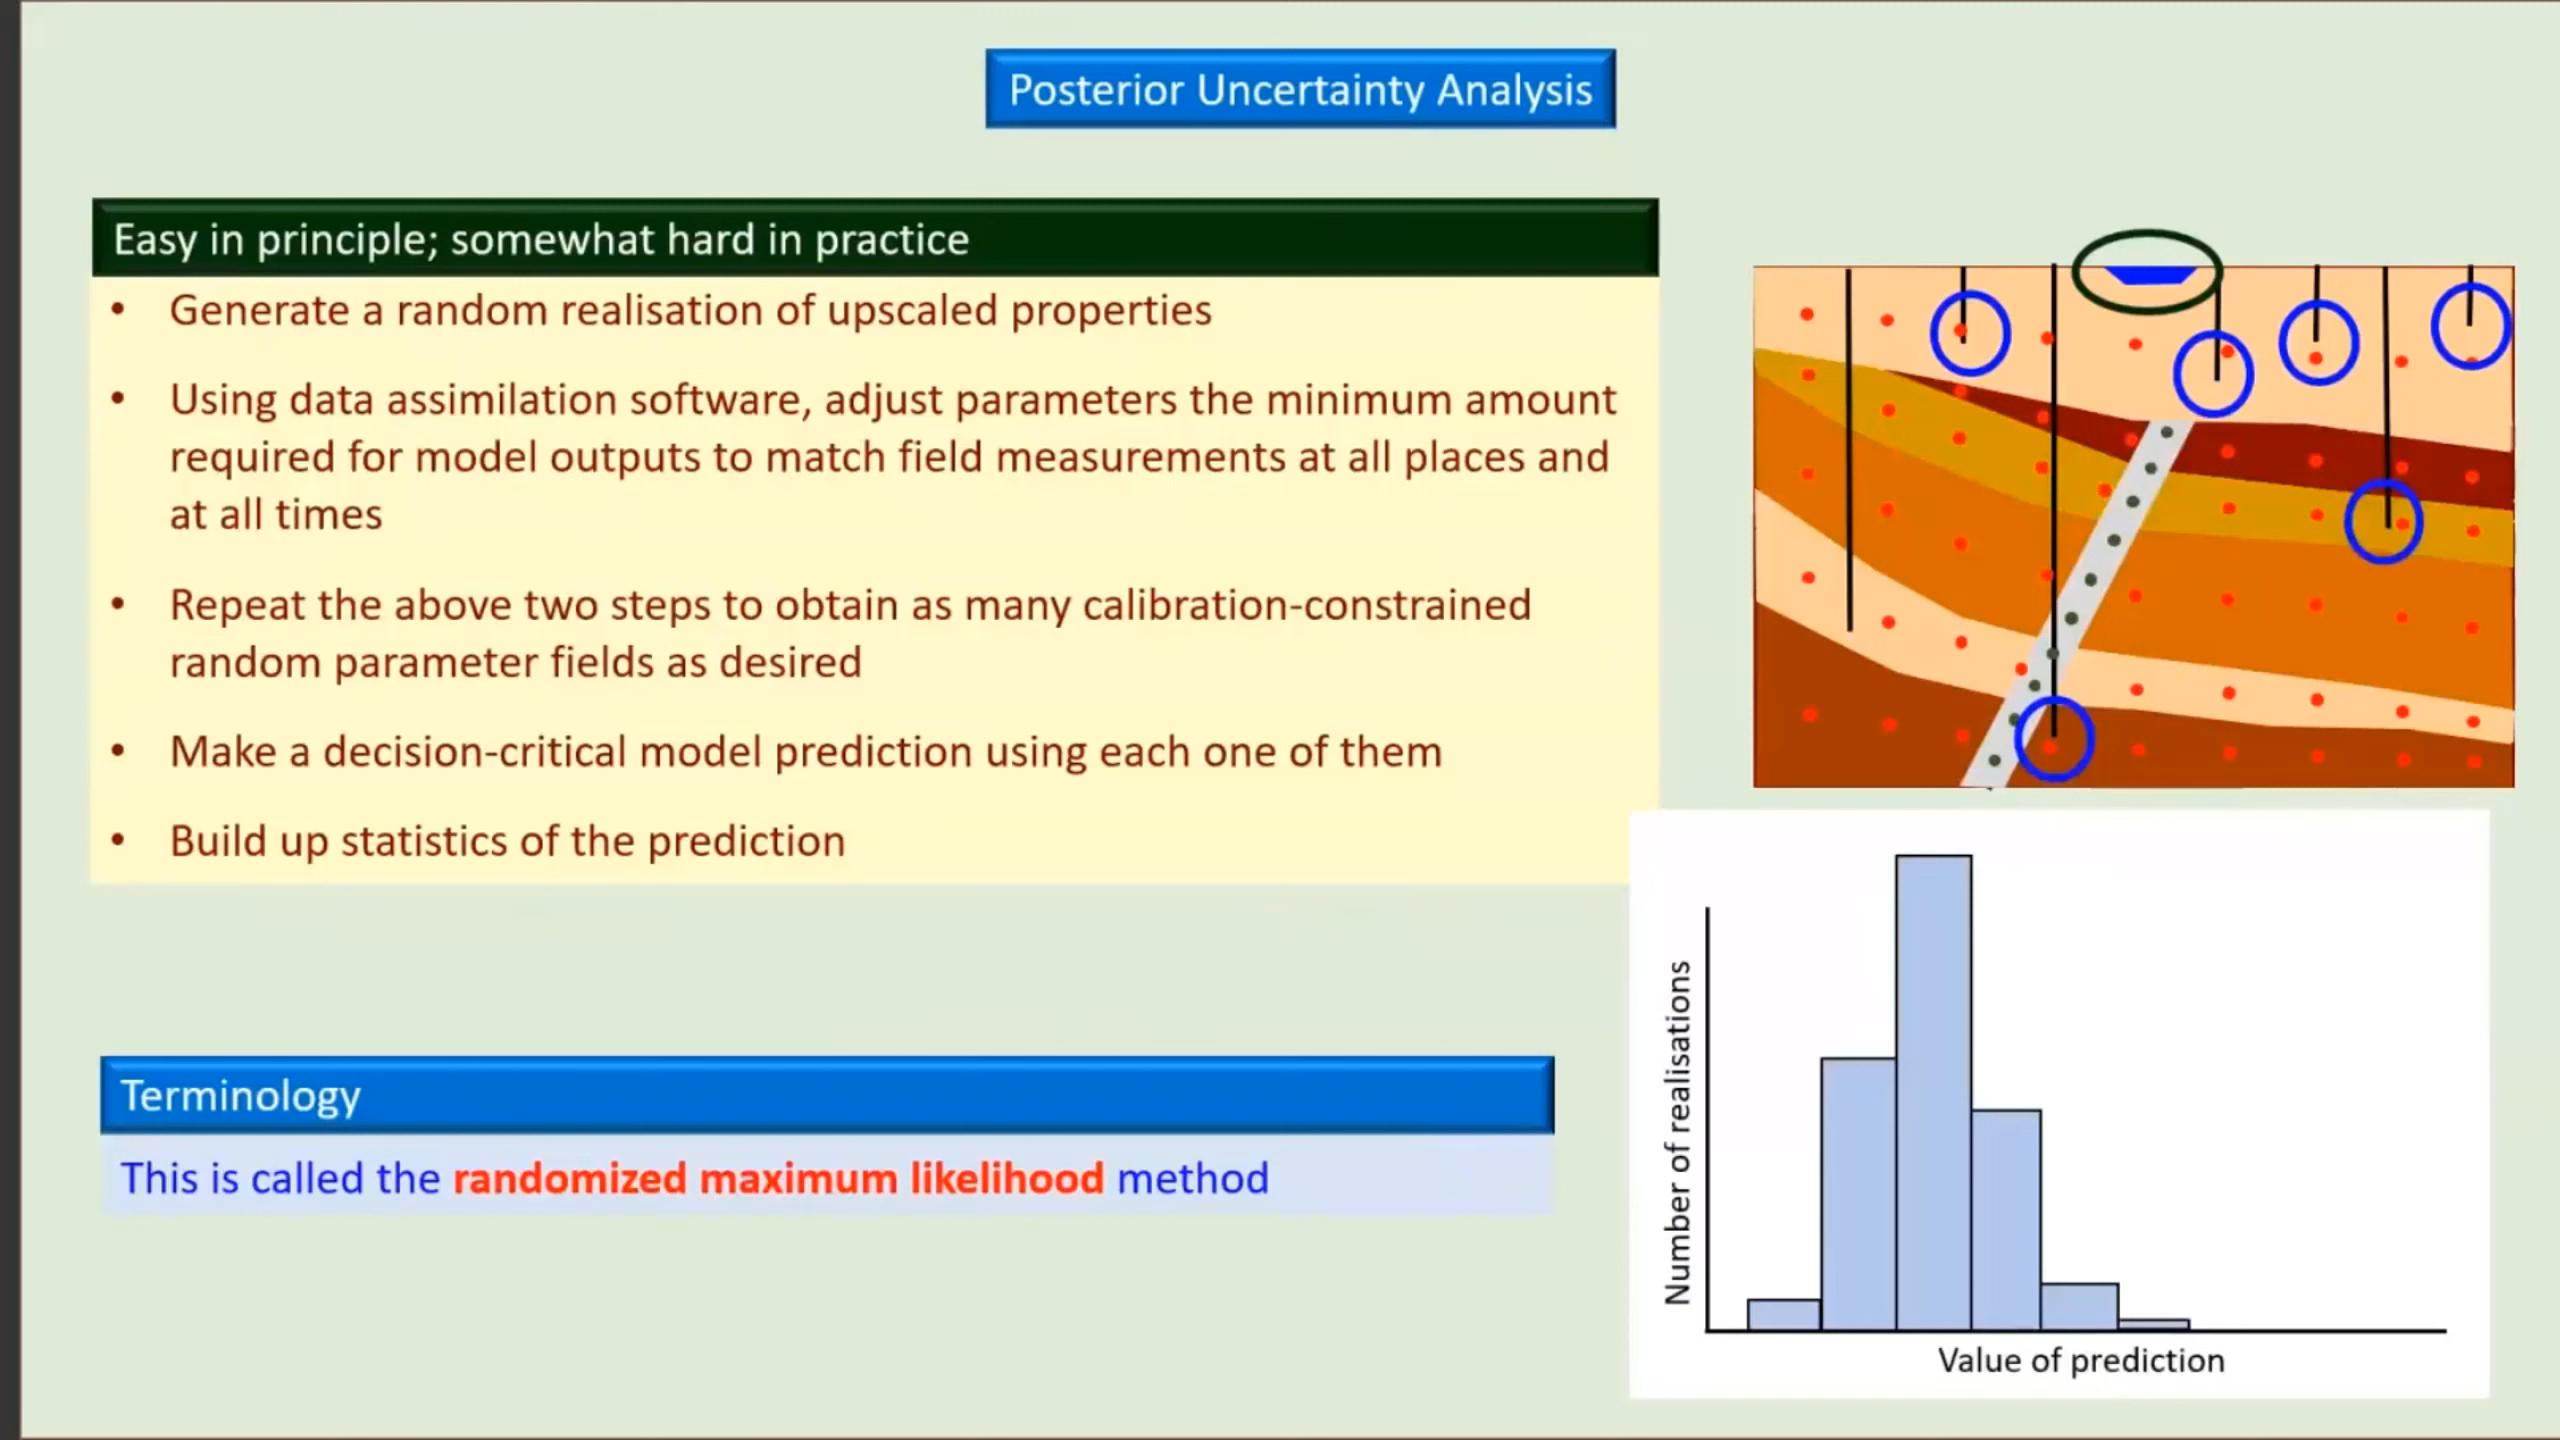 Posterior Uncertainty Analysis
Easy in principle; somewhat hard in practice
• Generate a random realisation of upscaled properties
• Using data assimilation software, adjust parameters the minimum amount
required for model outputs to match field measurements at all places and
at all times
• Repeat the above two steps to obtain as many calibration-constrained
random parameter fields as desired
• Make a decision-critical model prediction using each one of them
• Build up statistics of the prediction
Terminology
This is called the randomized maximum likelihood method
Number of realisations
Value of prediction